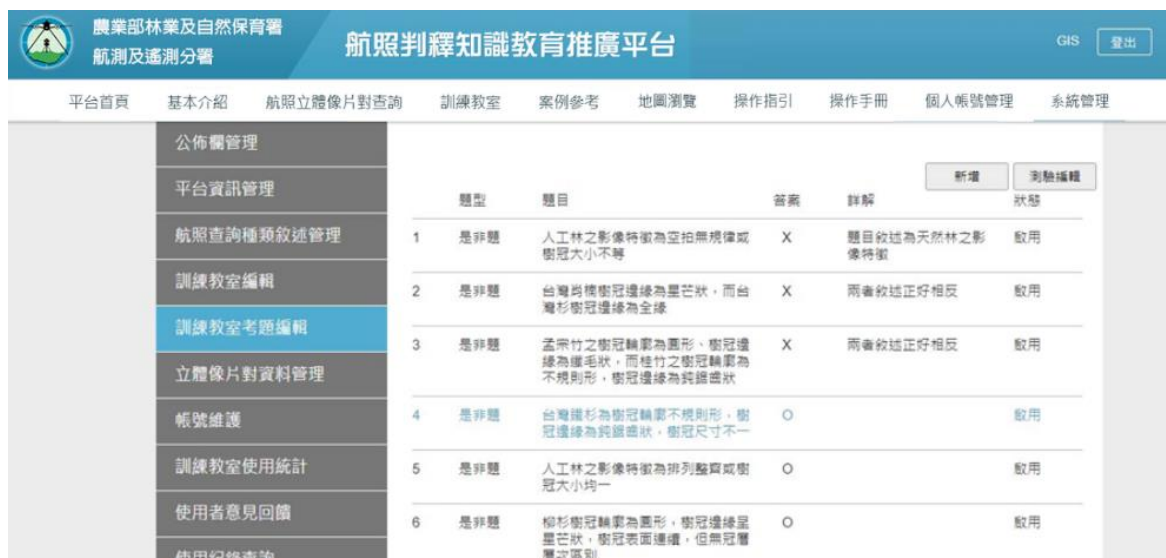 農業部林業及自然保育署
航測及遙測分署
航照判釋知識教育推廣平台
GIS
登出
平台首頁 基本介紹 航照立體像片對查詢 訓練教室 案例參考 地圖瀏覽 操作指引 操作手冊 個人帳號管理 系統管理
公佈欄管理
平台資訊管理
航照查詢種類敘述管理
訓練教室編輯
訓練教室考題編輯
立體像片對資料管理
帳號維護
訓練教室使用統計
使用者意見回饋
使用紀錄查詢
新增 測驗編輯
題型 題目 答案 詳解 狀態
1 是非題 人工林之影像特徵為空拍無規律或 X 題目敘述為天然林之影 啟用
樹冠大小不等 像特徵
2 是非題 台灣肖楠樹冠邊緣為星芒狀,而台 X 兩者敘述正好相反 啟用
灣杉樹冠邊緣為全緣
3 是非題 孟宗竹之樹冠輪廓為圓形、樹冠邊 X 兩者敘述正好相反 啟用
緣為纖毛狀,而桂竹之樹冠輪廓為
不規則形,樹冠邊緣為鈍鋸齒狀
4 是非題 台灣鐵杉為樹冠輪廓不規則形,樹 O 啟用
冠邊緣為鈍鋸齒狀,樹冠尺寸不一
5 是非題 人工林之影像特徵為排列整齊或樹 O 啟用
冠大小均一
6 是非題 柳杉樹冠輪廓為圓形,樹冠邊緣呈 O 啟用
星芒狀,樹冠表面連續,但無冠層
層次區別